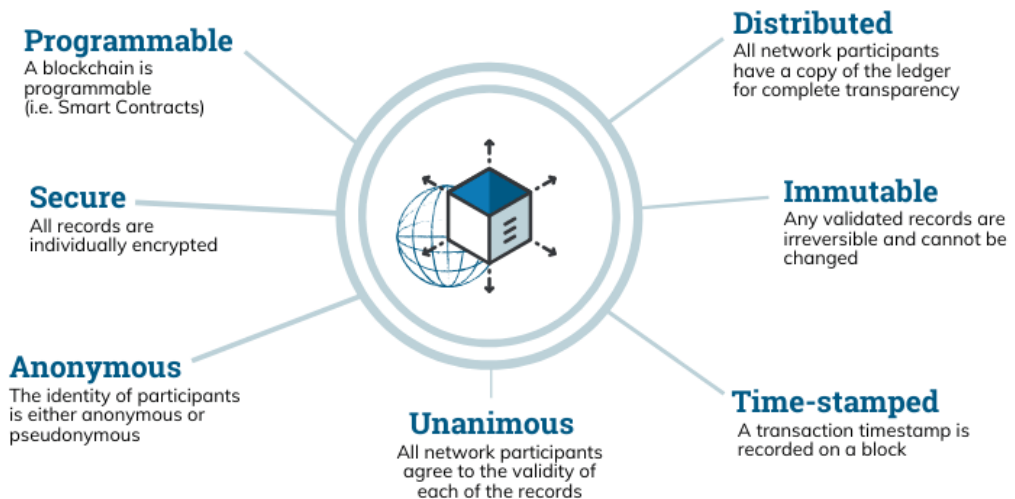 Programmable
A blockchain is
programmable
(i.e. Smart Contracts)
Distributed
All network participants
have a copy of the ledger
for complete transparency
Secure
All records are
individually encrypted
Immutable
Any validated records are
irreversible and cannot be
changed
Anonymous
The identity of participants
is either anonymous or
pseudonymous
Unanimous
All network participants
agree to the validity of
each of the records
Time-stamped
A transaction timestamp is
recorded on a block